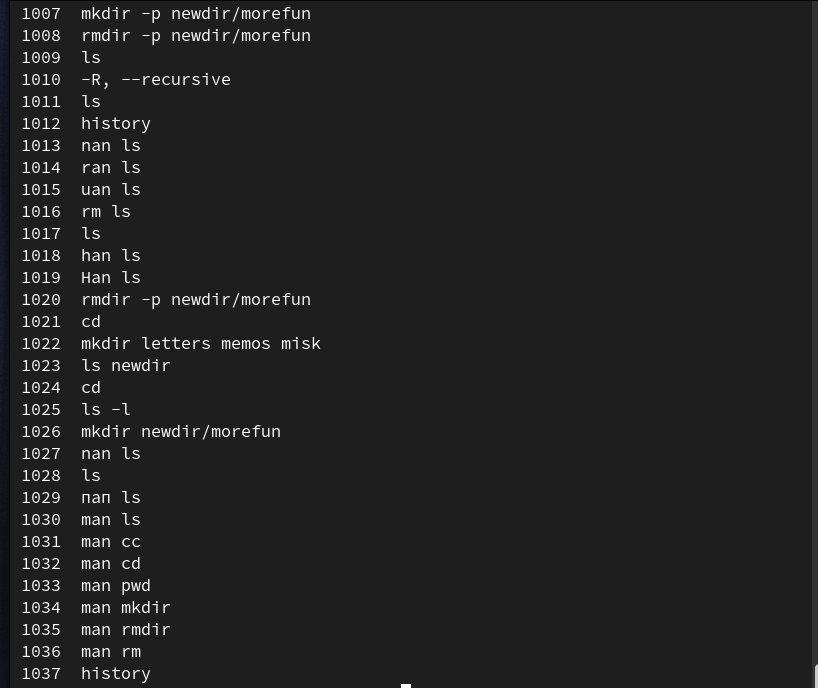 1007 mkdir -p newdir/morefun
1008 rmdir -p newdir/morefun
1009 ls
1010 -R, --recursive
1011 ls
1012 history
1013 nan ls
1014 ran ls
1015 uan ls
1016 rm ls
1017 ls
1018 han ls
1019 Han ls
1020 rmdir -p newdir/morefun
1021 cd
1022 mkdir letters memos misk
1023 ls newdir
1024 cd
1025 ls -l
1026 mkdir newdir/morefun
1027 nan ls
1028 ls
1029 пап ls
1030 man ls
1031 man cc
1032 man cd
1033 man pwd
1034 man mkdir
1035 man rmdir
1036 man rm
1037 history